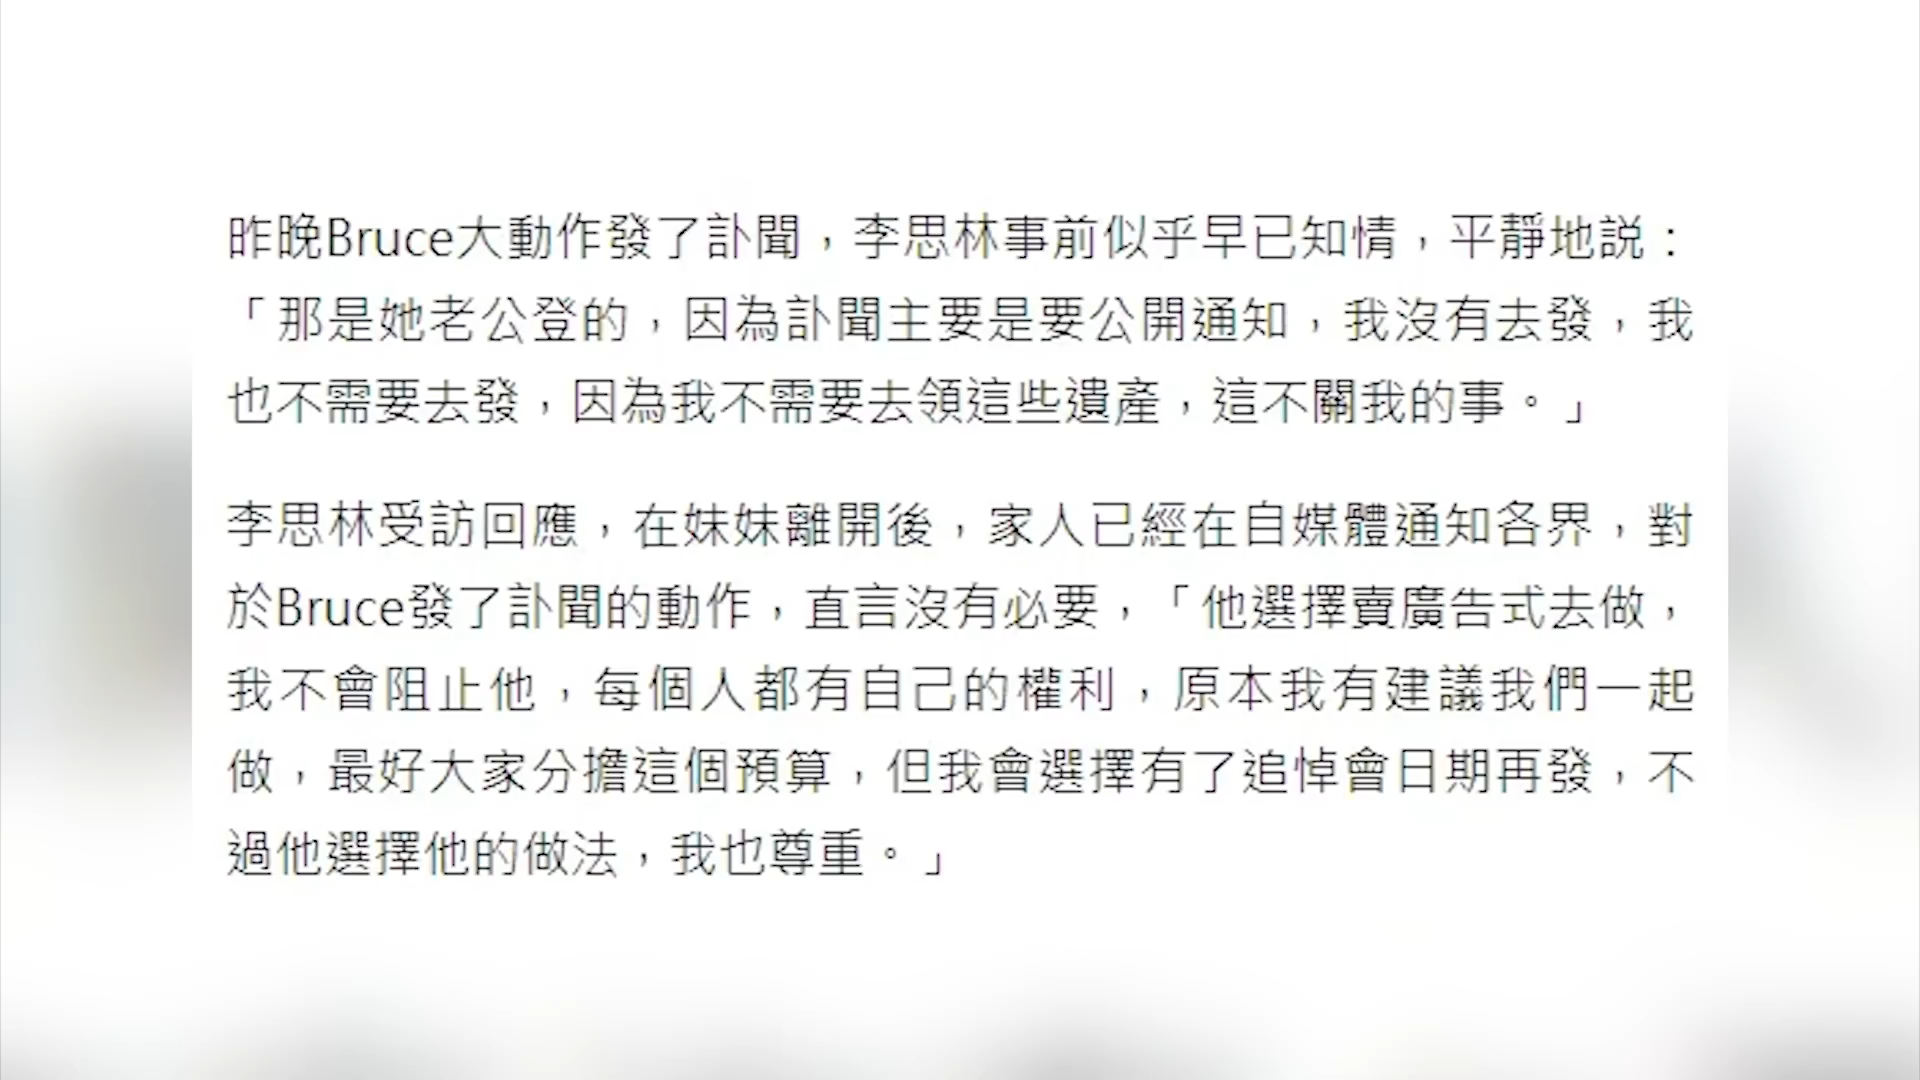 昨晚Bruce大動作發了訃聞，李思林事前似乎早已知情，平靜地説：
「那是她老公登的，因為訃聞主要是要公開通知，我沒有去發，我
也不需要去發，因為我不需要去領這些遺產，這不關我的事。」
李思林受訪回應，在妹妹離開後，家人已經在自媒體通知各界，對
於Bruce發了訃聞的動作，直言沒有必要，「他選擇賣廣告式去做，
我不會阻止他，每個人都有自己的權利，原本我有建議我們一起
做，最好大家分擔這個預算，但我會選擇有了追悼會日期再發，不
過他選擇他的做法，我也尊重。」